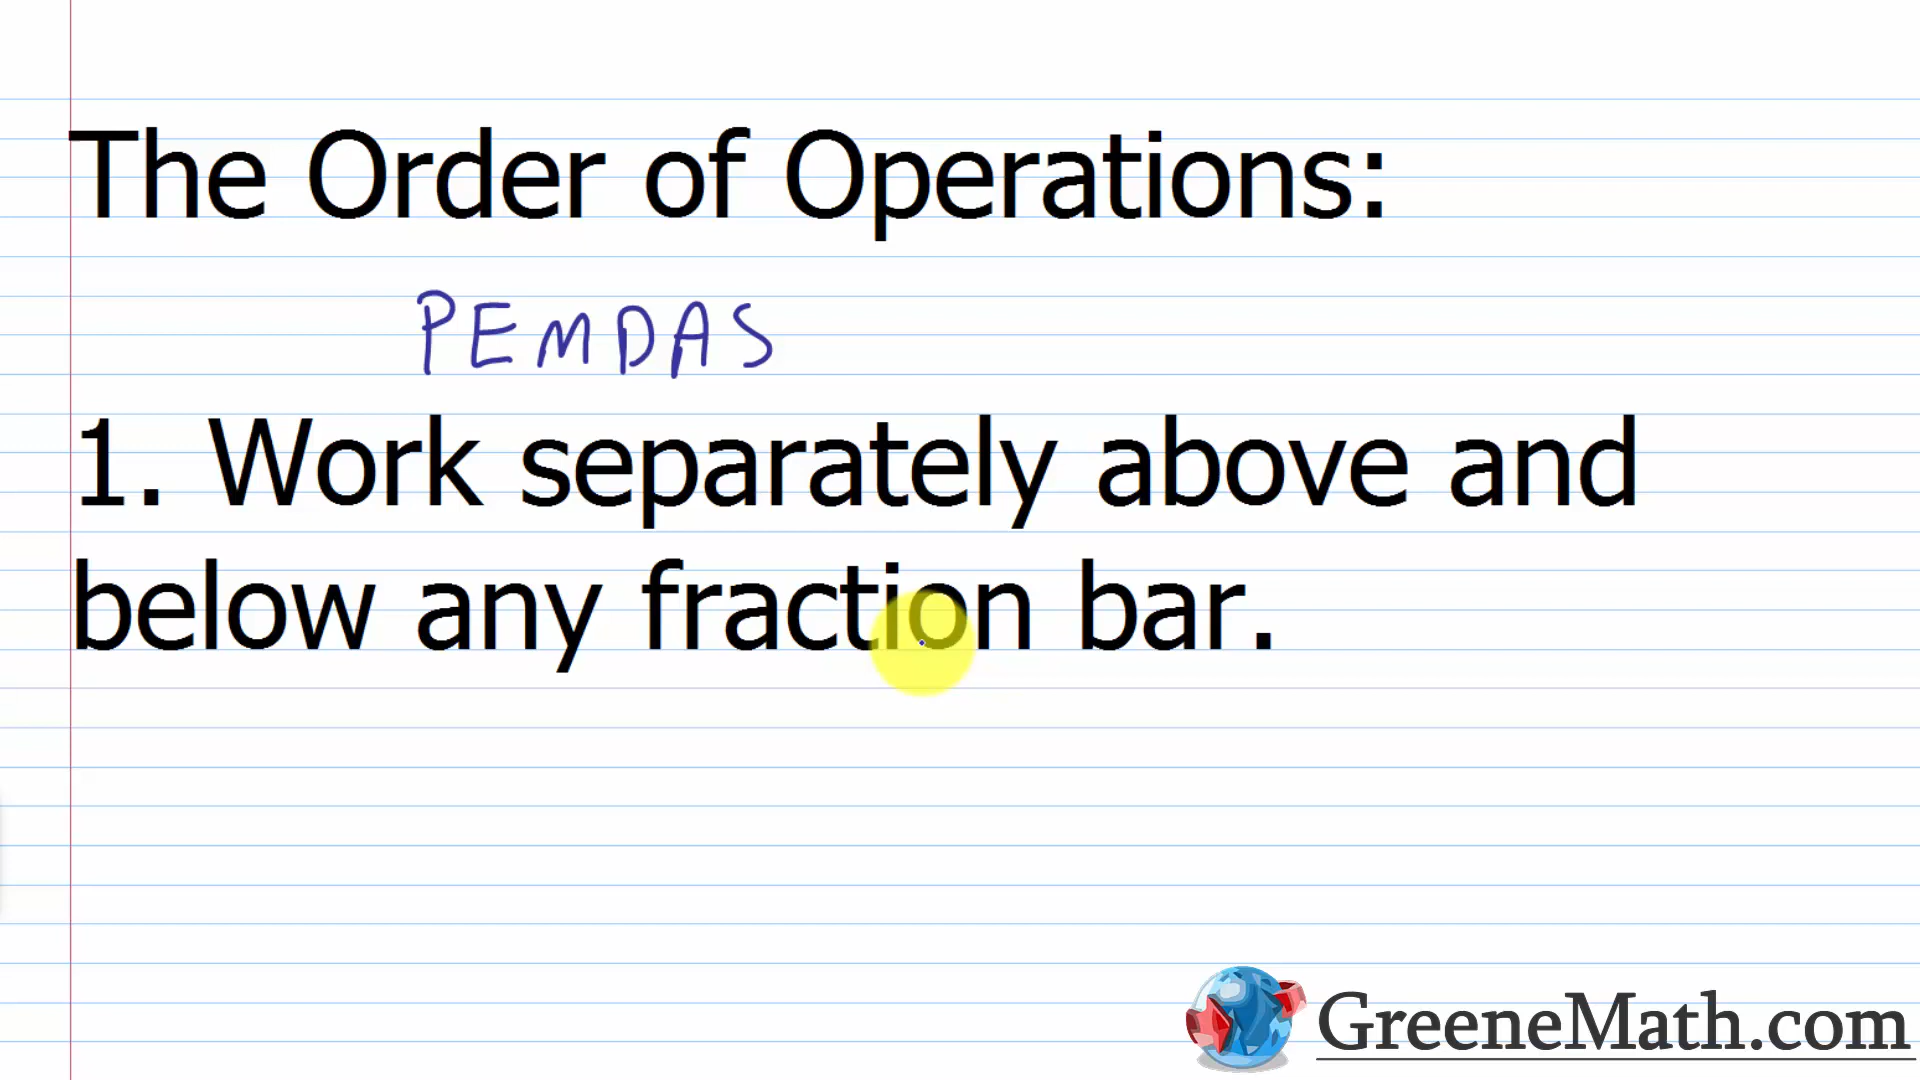 The Order of Operations:
PEMDAS
1. Work separately above and
below any fraction bar.
GreeneMath.com